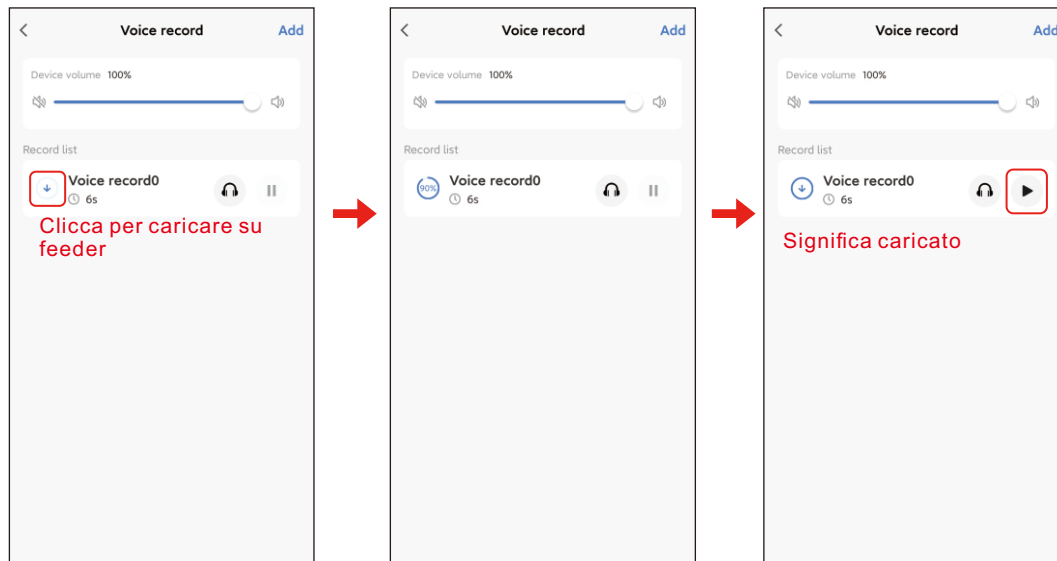 Voice record Add
Device volume 100%
Record list
Voice record0
6s
Clicca per caricare su
feeder
Voice record Add
Device volume 100%
Record list
90% Voice record0
6s
Voice record Add
Device volume 100%
Record list
Voice record0
6s
Significa caricato